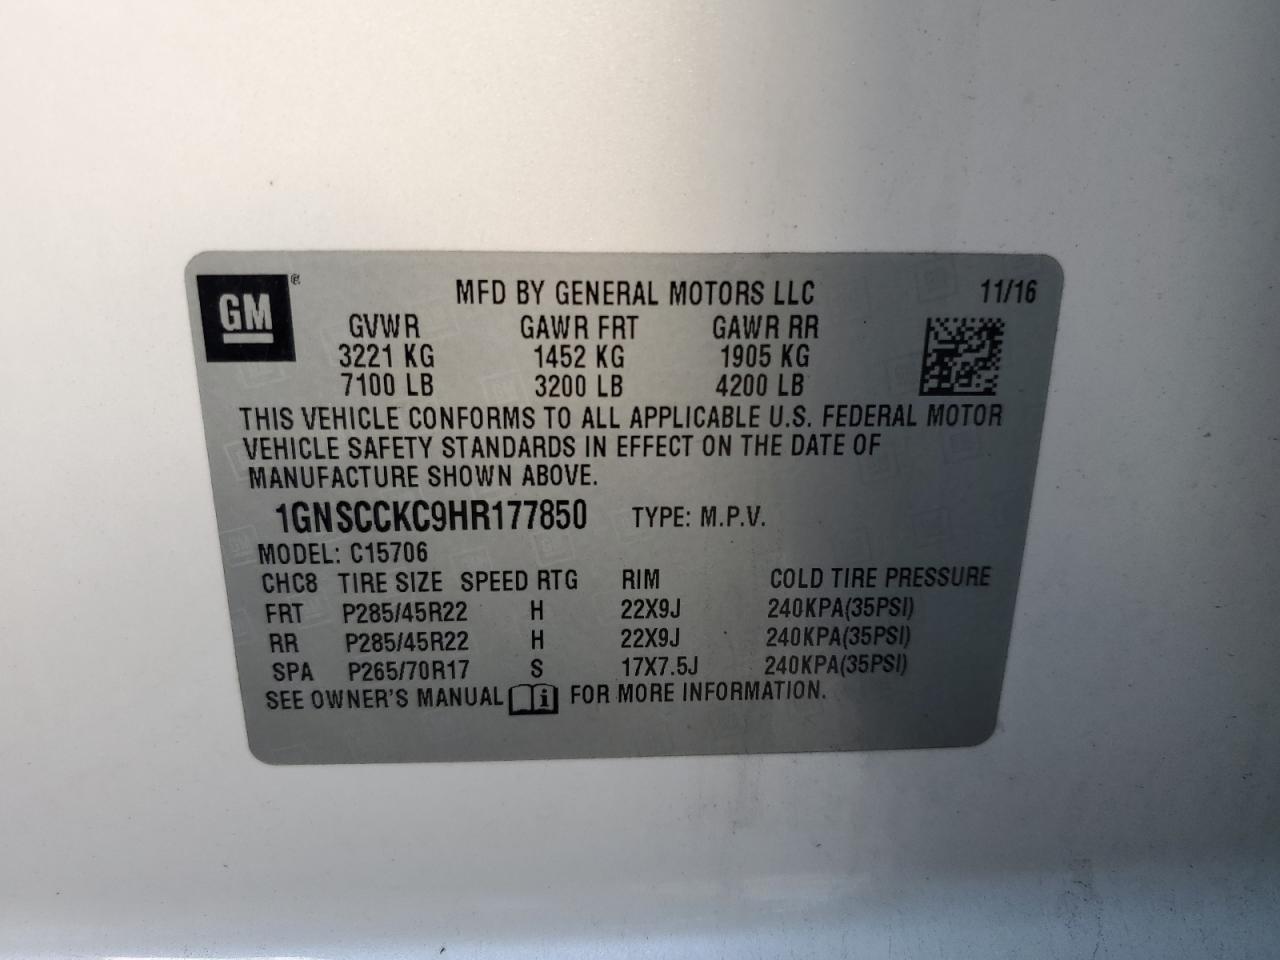 GM®
MFD BY GENERAL MOTORS LLC 11/16
GVWR GAWR FRT GAWR RR
3221 KG 1452 KG 1905 KG
7100 LB 3200 LB 4200 LB
THIS VEHICLE CONFORMS TO ALL APPLICABLE U.S. FEDERAL MOTOR
VEHICLE SAFETY STANDARDS IN EFFECT ON THE DATE OF
MANUFACTURE SHOWN ABOVE.
1GNSCCKC9HR177850 TYPE: M.P.V.
MODEL: C15706
CHC8 TIRE SIZE SPEED RTG RIM COLD TIRE PRESSURE
FRT P285/45R22 H 22X9J 240KPA(35PSI)
RR P285/45R22 H 22X9J 240KPA(35PSI)
SPA P265/70R17 S 17X7.5J 240KPA(35PSI)
SEE OWNER'S MANUAL i FOR MORE INFORMATION.